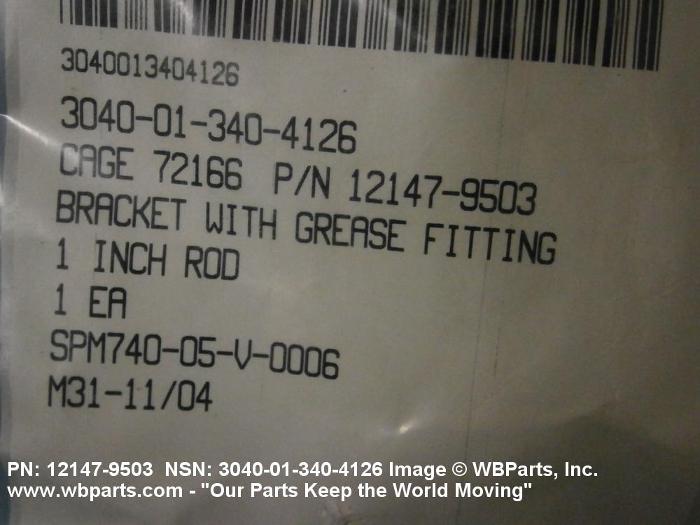 3040013404126
3040-01-340-4126
CAGE 72166 P/N 12147-9503
BRACKET WITH GREASE FITTING
1 INCH ROD
1 EA
SPM740-05-V-0006
M31-11/04
PN: 12147-9503 NSN: 3040-01-340-4126 Image © WBParts, Inc.
www.wbparts.com - "Our Parts Keep the World Moving"